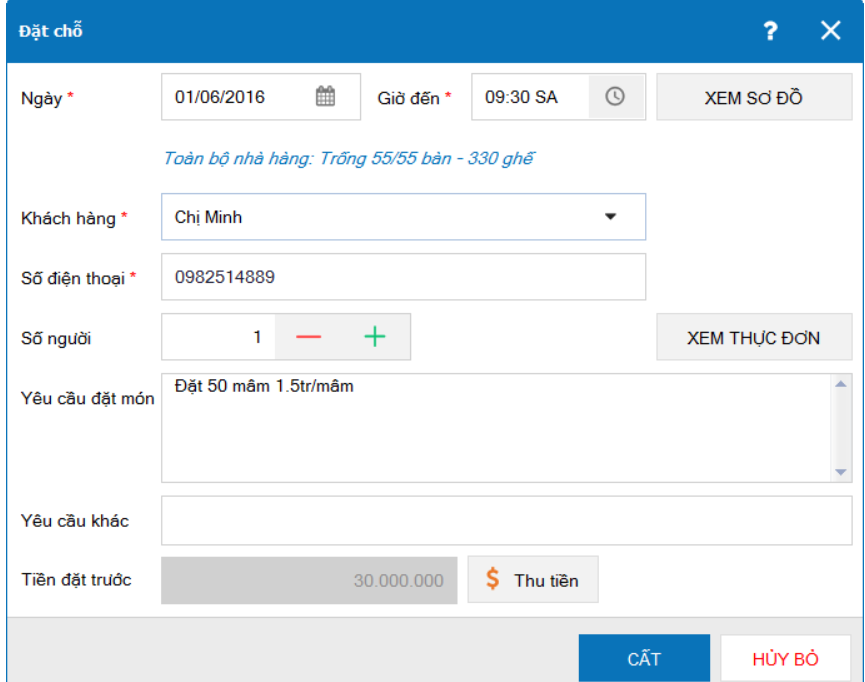 Đặt chỗ ?
Ngày * 01/06/2016 Giờ đến * 09:30 SA XEM SƠ ĐỒ
Toàn bộ nhà hàng: Trống 55/55 bàn - 330 ghế
Khách hàng * Chị Minh
Số điện thoại * 0982514889
Số người 1 XEM THỰC ĐƠN
Yêu cầu đặt món Đặt 50 mâm 1.5tr/mâm
Yêu cầu khác
Tiền đặt trước 30.000.000 $ Thu tiền
CẤT HỦY BỎ